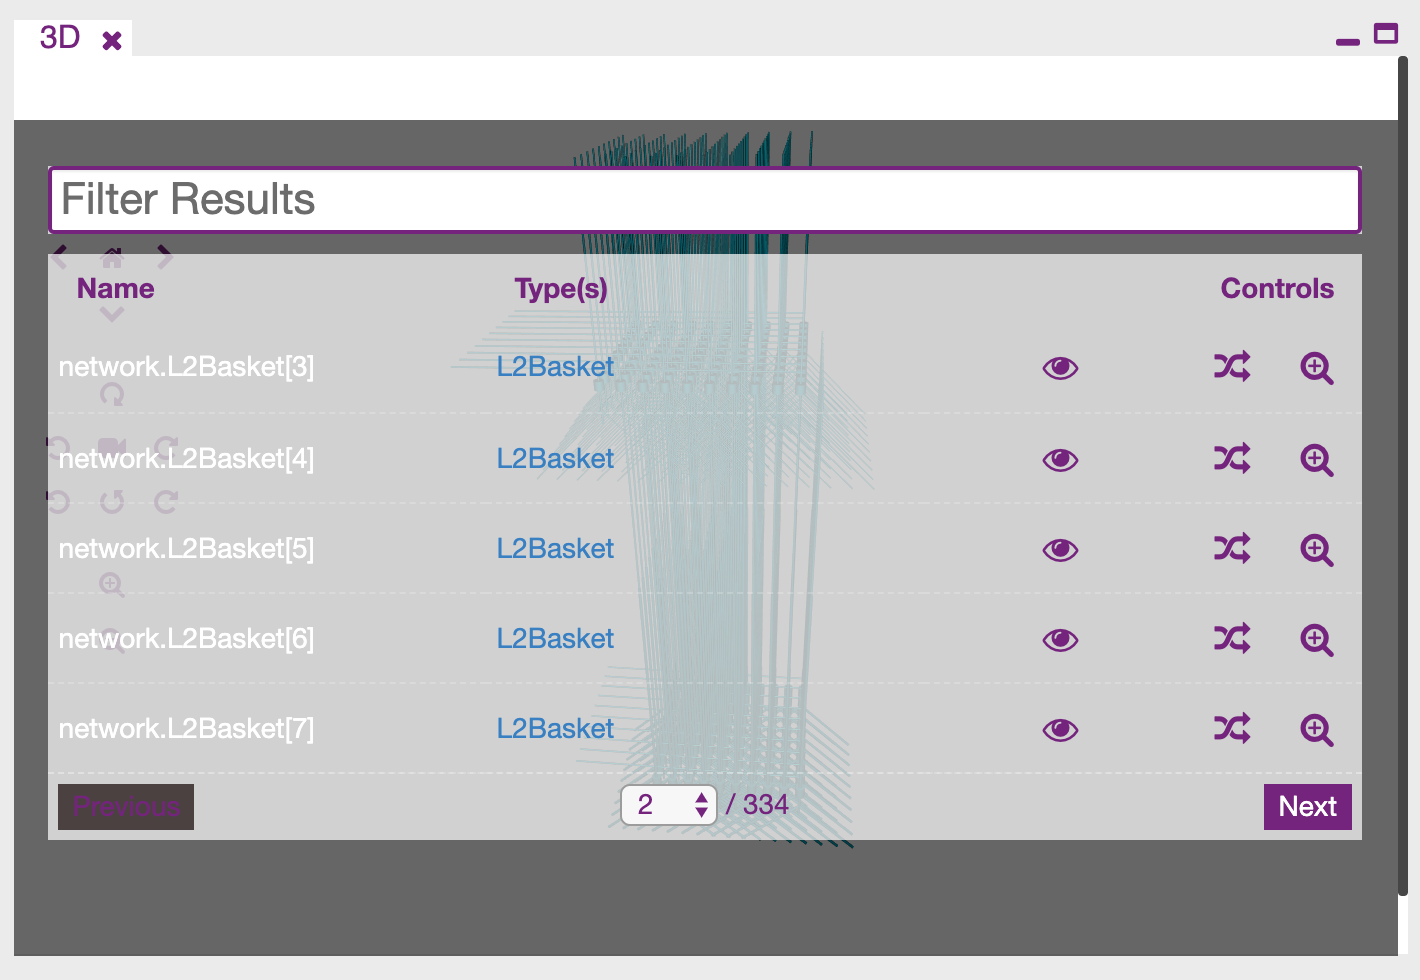 3D
Filter Results
Name Type(s) Controls
network.L2Basket[3] L2Basket
network.L2Basket[4] L2Basket
network.L2Basket[5] L2Basket
network.L2Basket[6] L2Basket
network.L2Basket[7] L2Basket
Previous 2 / 334 Next